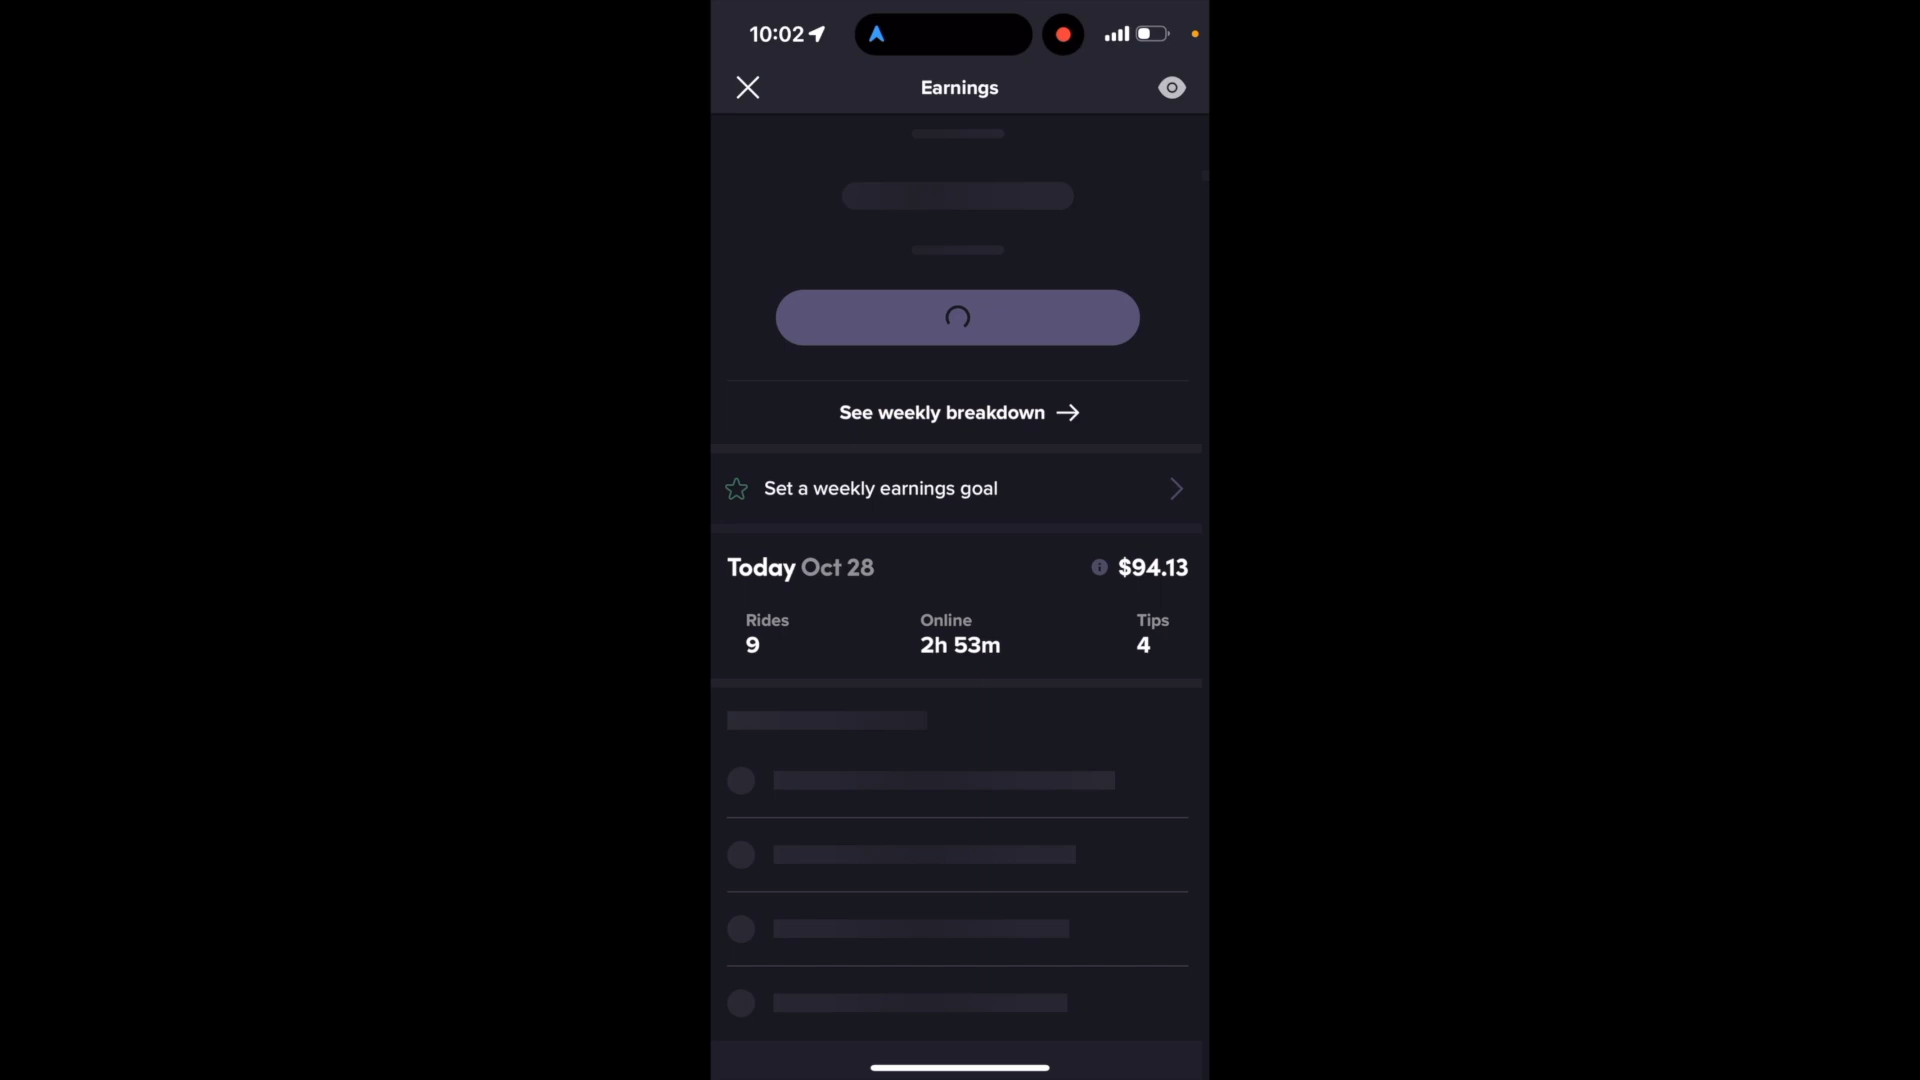 10:02
Earnings
See weekly breakdown
Set a weekly earnings goal
Today Oct 28 $94.13
Rides Online Tips
9 2h 53m 4